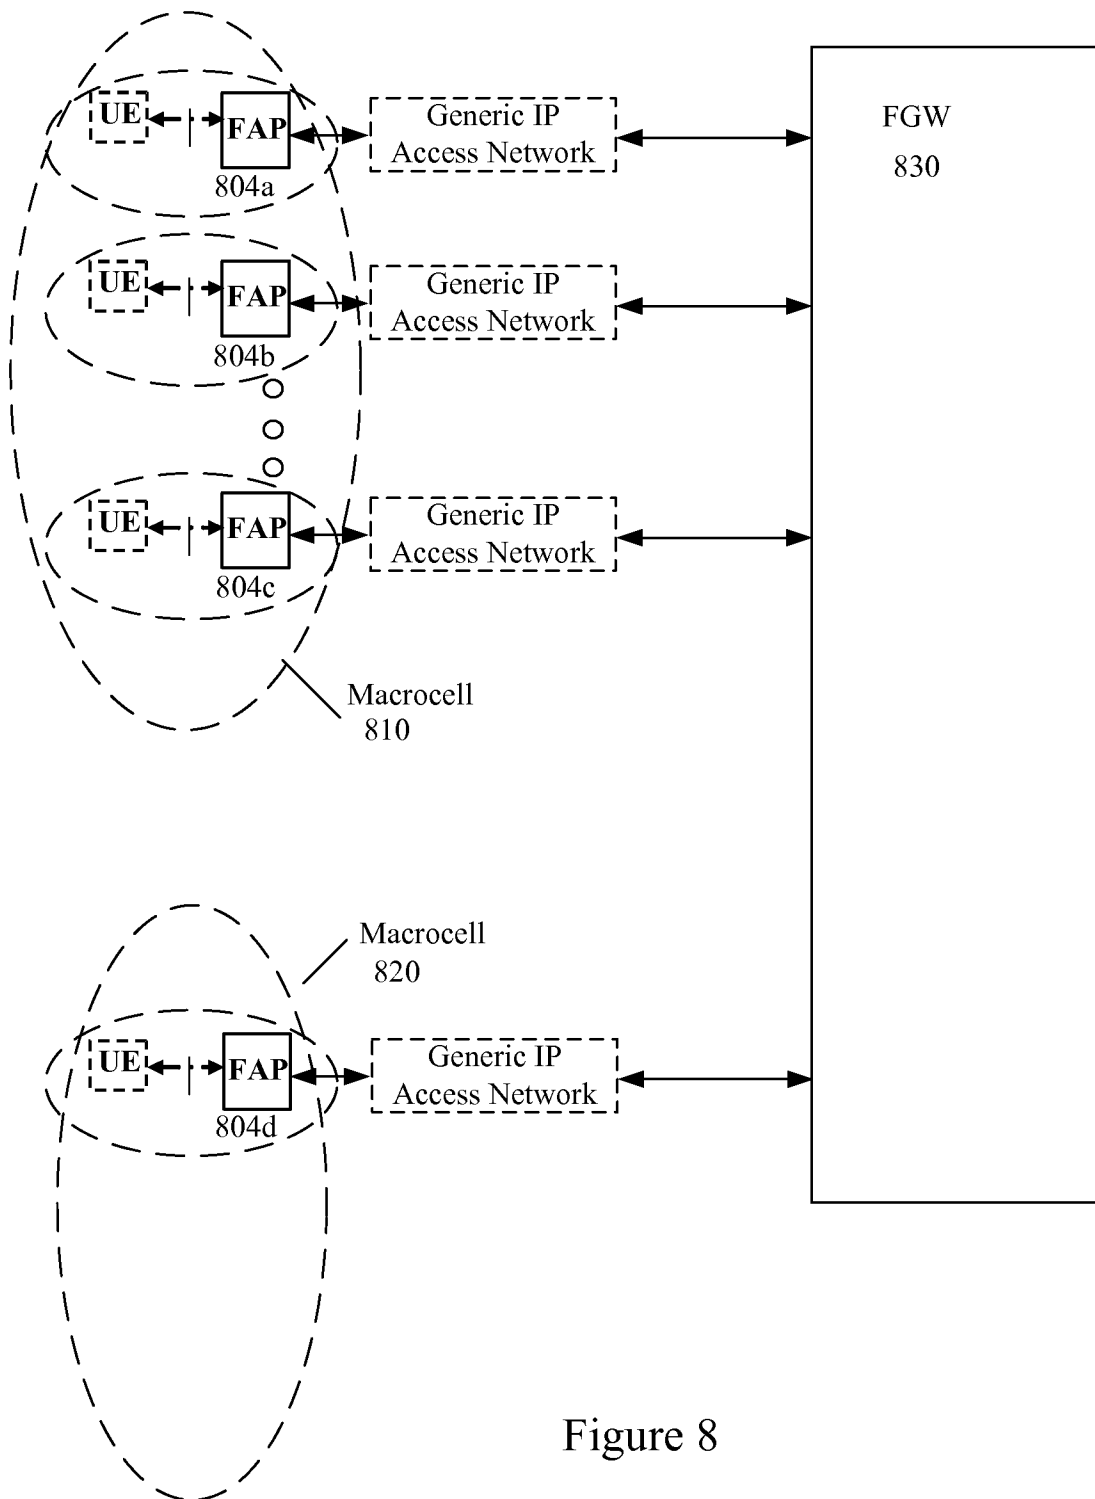 UE
FAP
804a
Generic IP
Access Network
FGW
830
UE
FAP
804b
Generic IP
Access Network
UE
FAP
804c
Generic IP
Access Network
Macrocell
810
Macrocell
820
UE
FAP
804d
Generic IP
Access Network
Figure 8